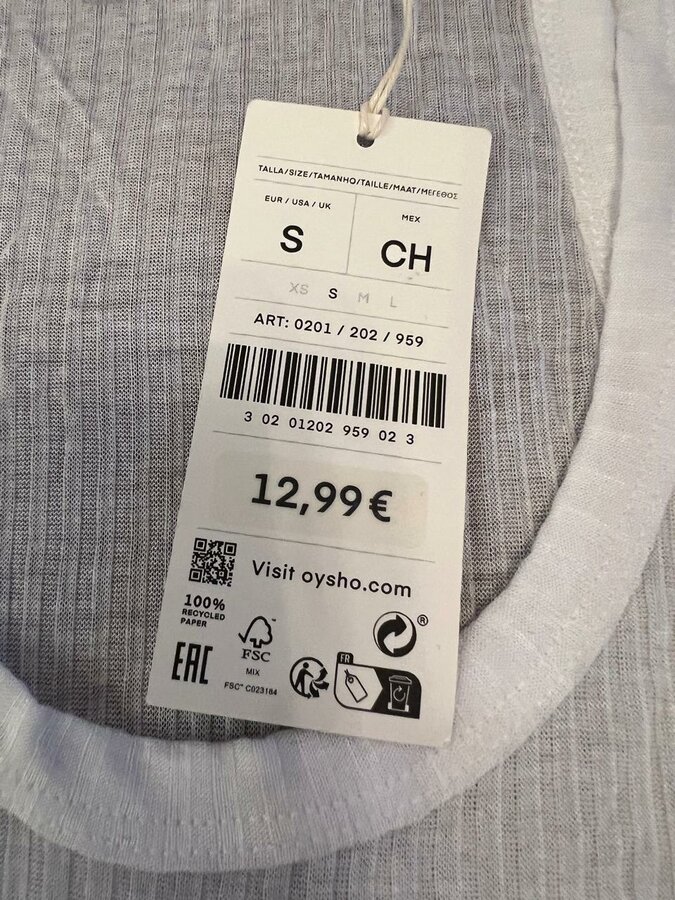 TALLA/SIZE/TAMANHO/TAILLE/MAAT/ΜΕΓΕΘΟΣ
EUR / USA / UK
MEX
S
CH
XS S M L
ART: 0201 / 202 / 959
3 02 01202 959 02 3
12,99€
Visit oysho.com
100%
RECYCLED
PAPER
EAC
FSC
MIX
FSC® C023184
®
FR